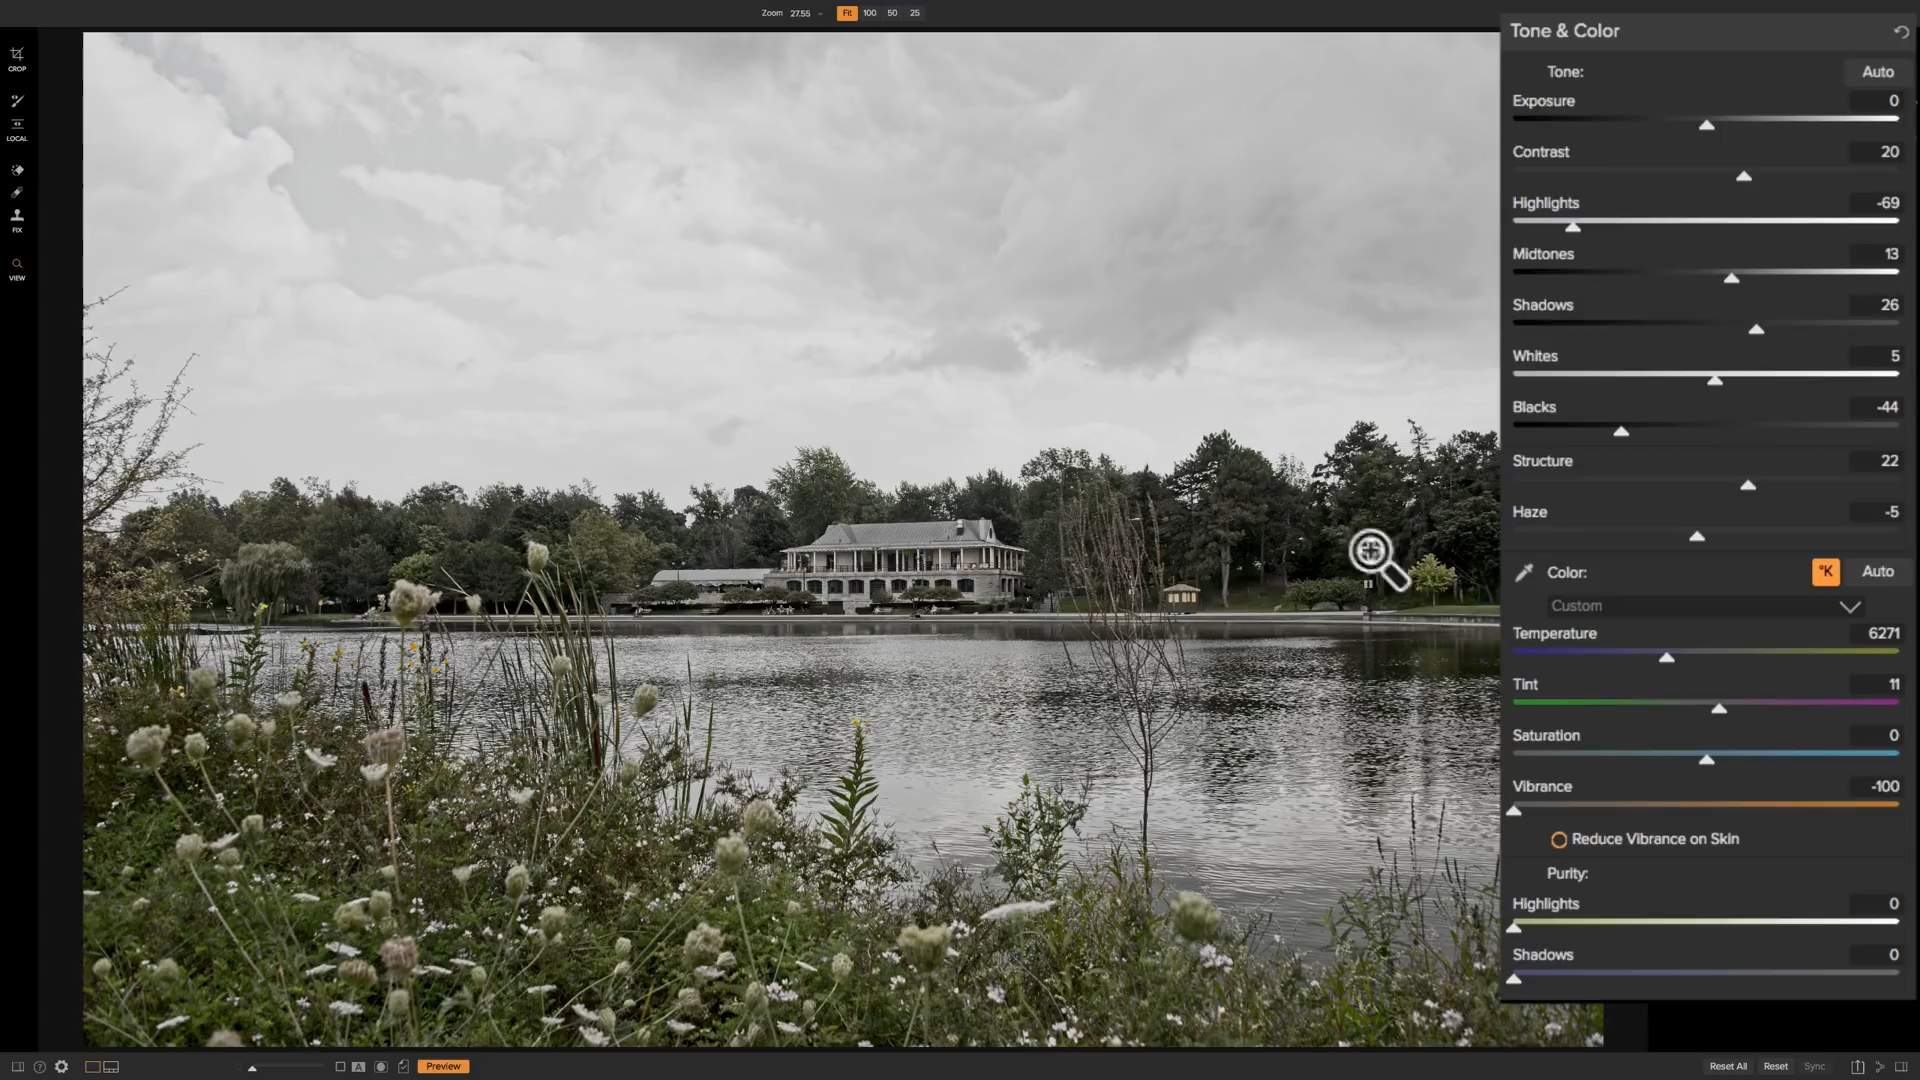 Zoom 27.55 Fit 100 50 25
Tone & Color
CROP
Tone: Auto
Exposure 0
LOCAL
Contrast 20
Highlights -69
FIX
Midtones 13
VIEW
Shadows 26
Whites 5
Blacks -44
Structure 22
Haze -5
Color: °K Auto
Custom
Temperature 6271
Tint 11
Saturation 0
Vibrance -100
Reduce Vibrance on Skin
Purity:
Highlights 0
Shadows 0
? A Preview Reset All Reset Sync